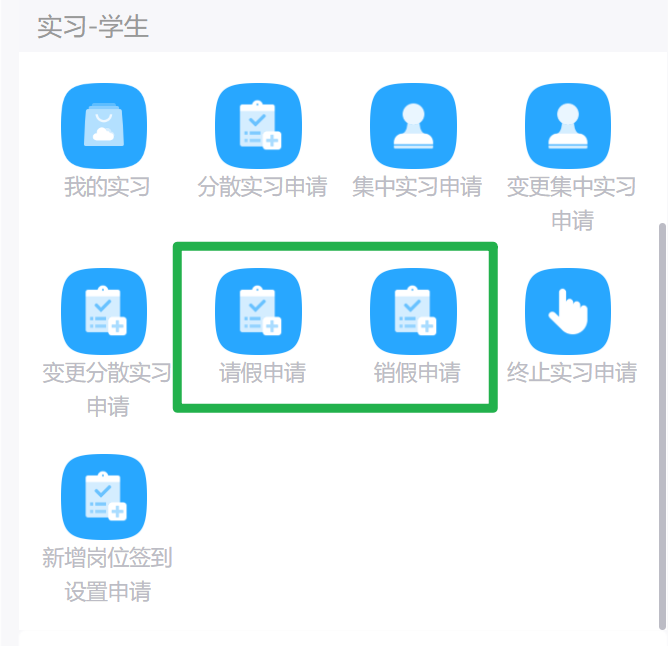 实习-学生
我的实习
分散实习申请
集中实习申请
变更集中实习
申请
变更分散实习
申请
请假申请
销假申请
终止实习申请
新增岗位签到
设置申请